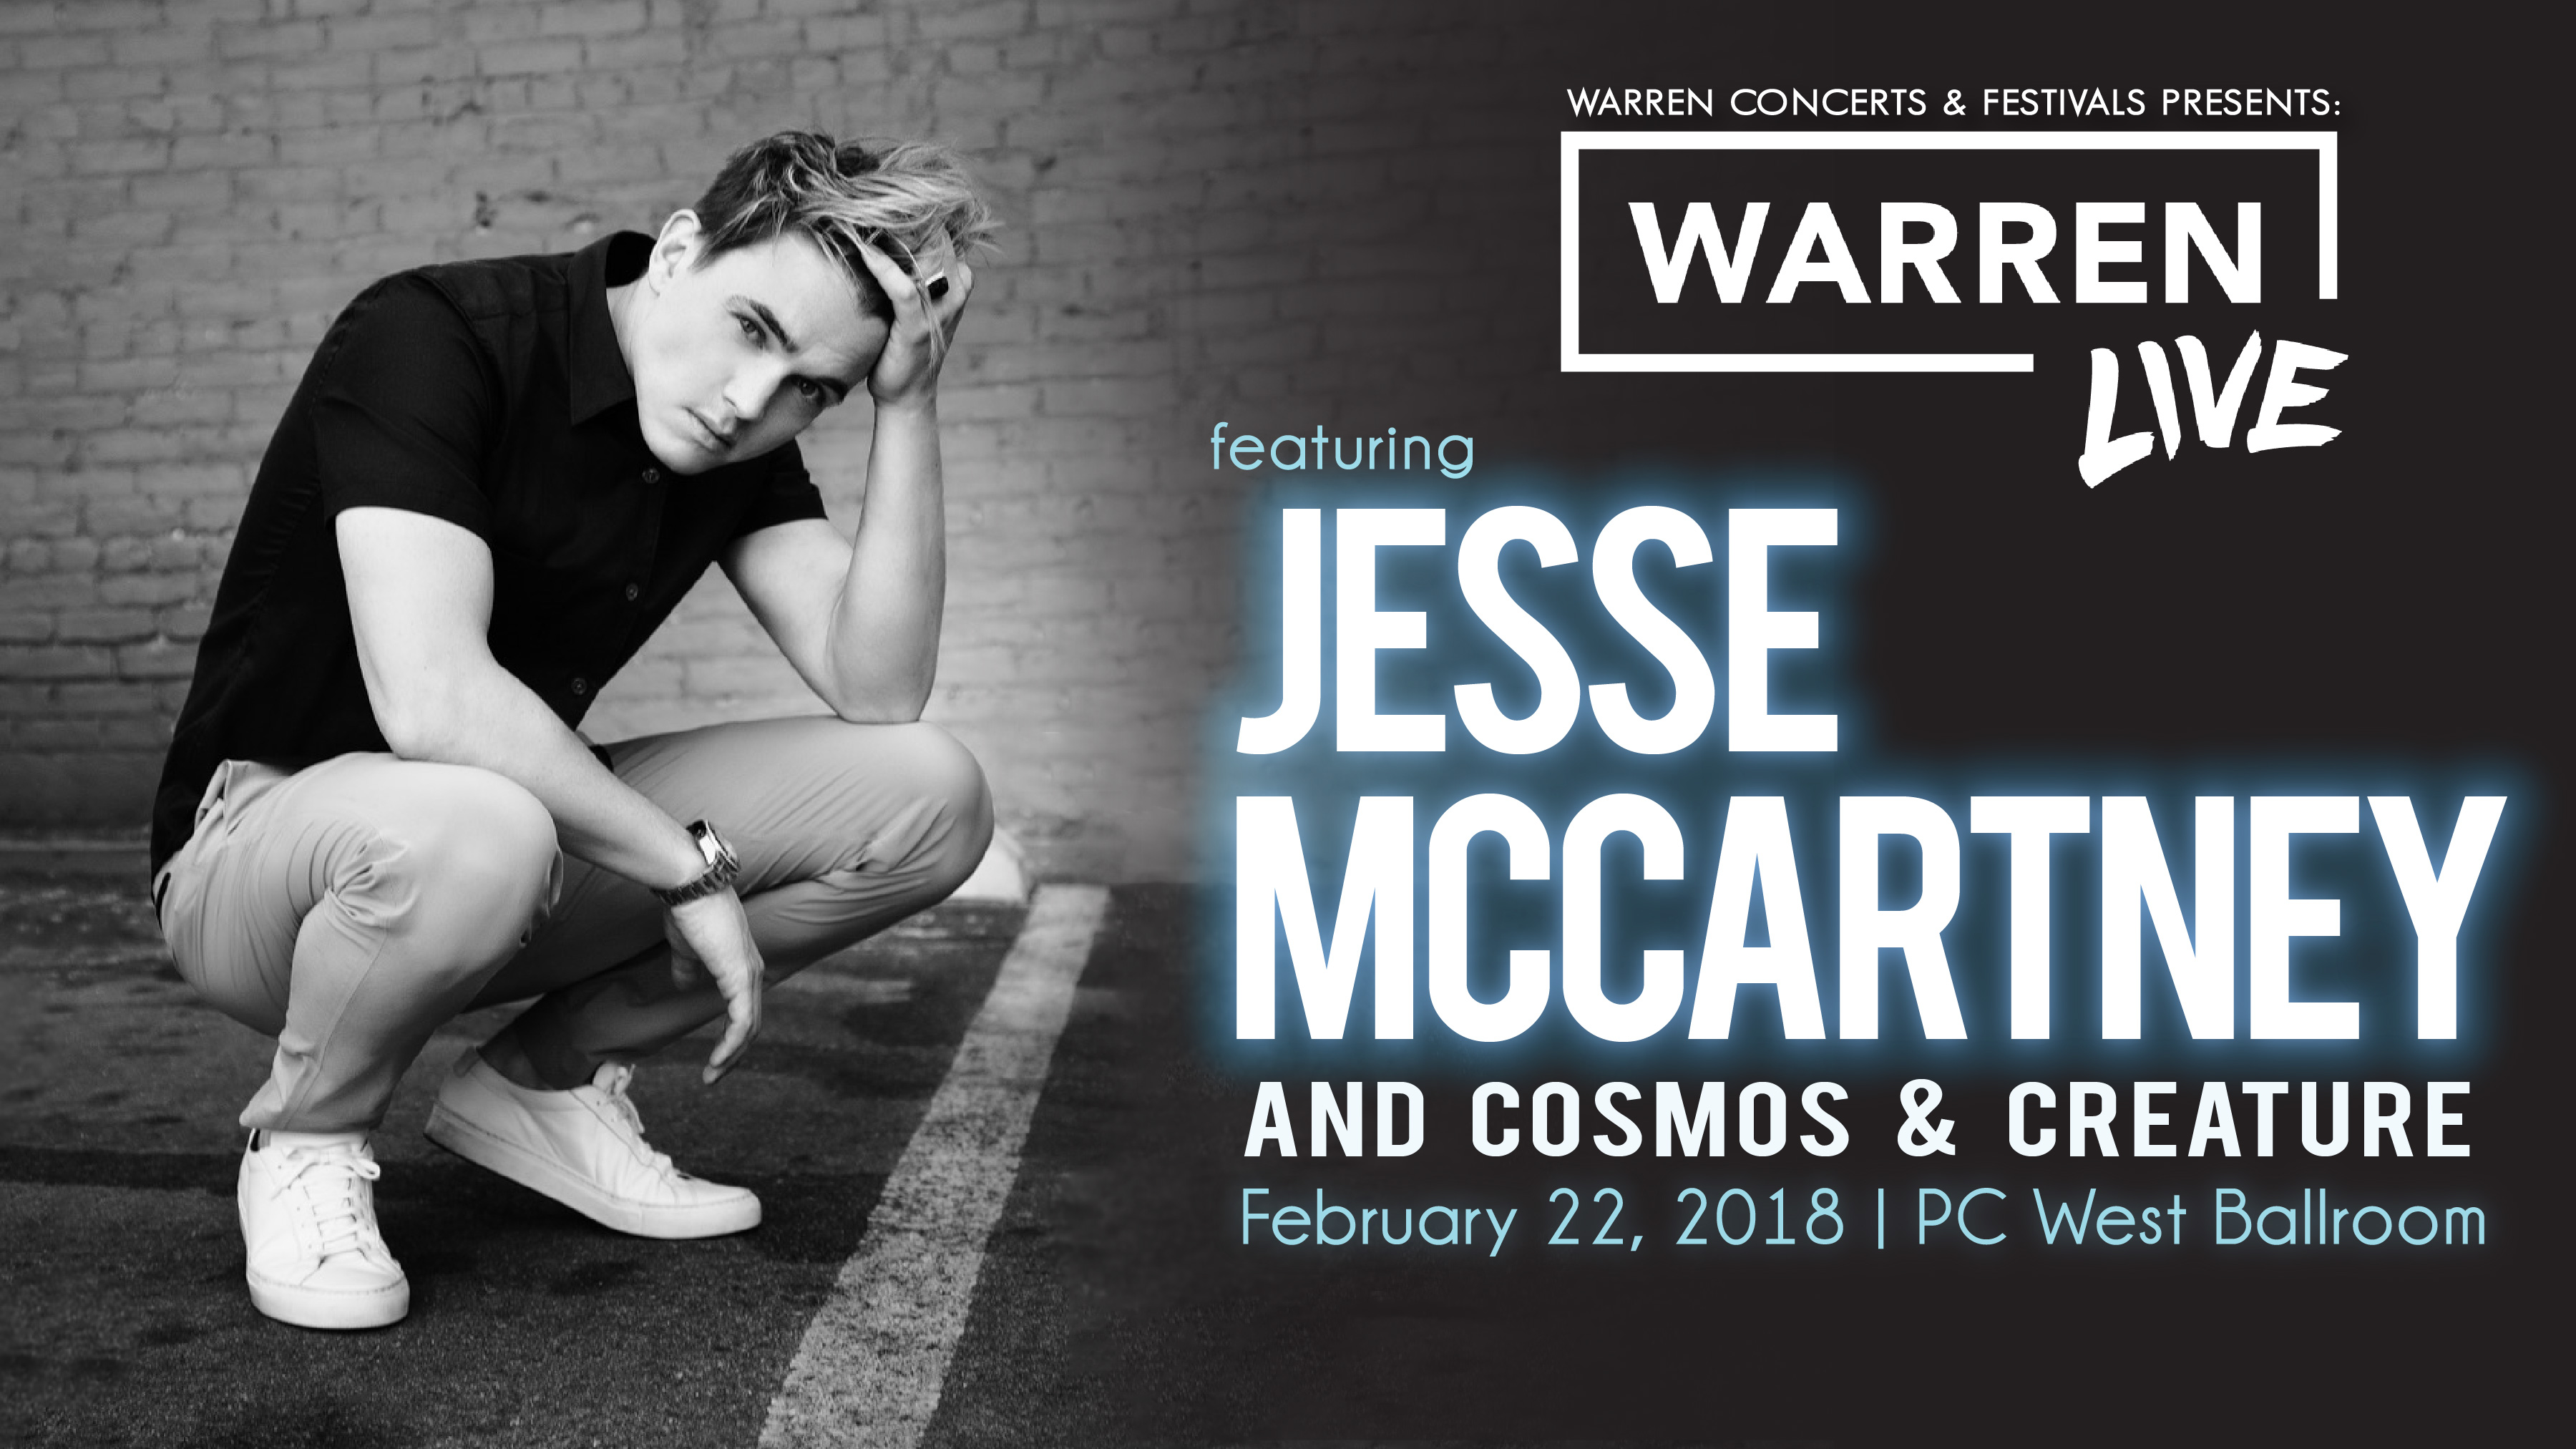 WARREN CONCERTS & FESTIVALS PRESENTS:
WARREN
LIVE
featuring
JESSE
MCCARTNEY
AND COSMOS & CREATURE
February 22, 2018 | PC West Ballroom